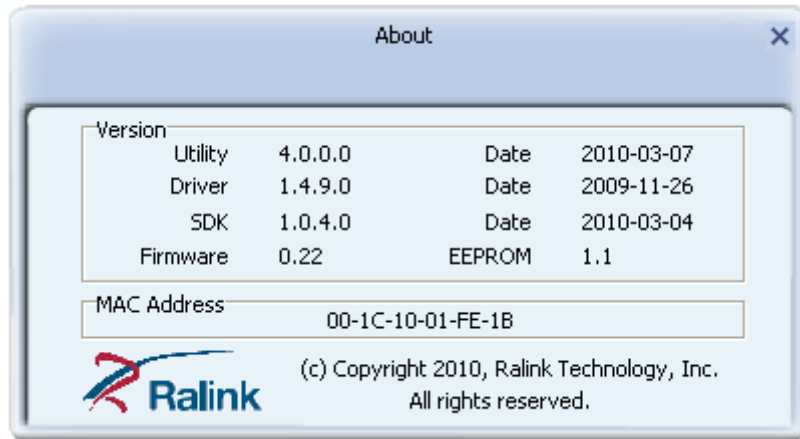 About
Version
Utility 4.0.0.0 Date 2010-03-07
Driver 1.4.9.0 Date 2009-11-26
SDK 1.0.4.0 Date 2010-03-04
Firmware 0.22 EEPROM 1.1
MAC Address
00-1C-10-01-FE-1B
Ralink
(c) Copyright 2010, Ralink Technology, Inc.
All rights reserved.